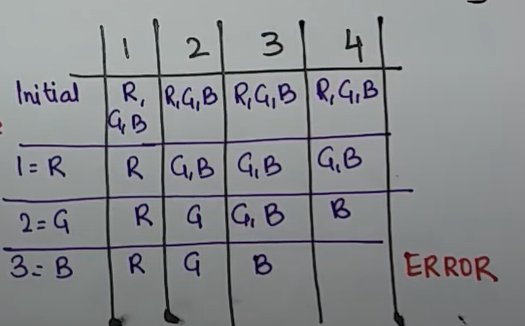 1 2 3 4
Initial R, G,B R,G,B R,G,B R,G,B
1=R R G,B G,B G,B
2=G R G G,B B
3=B R G B ERROR